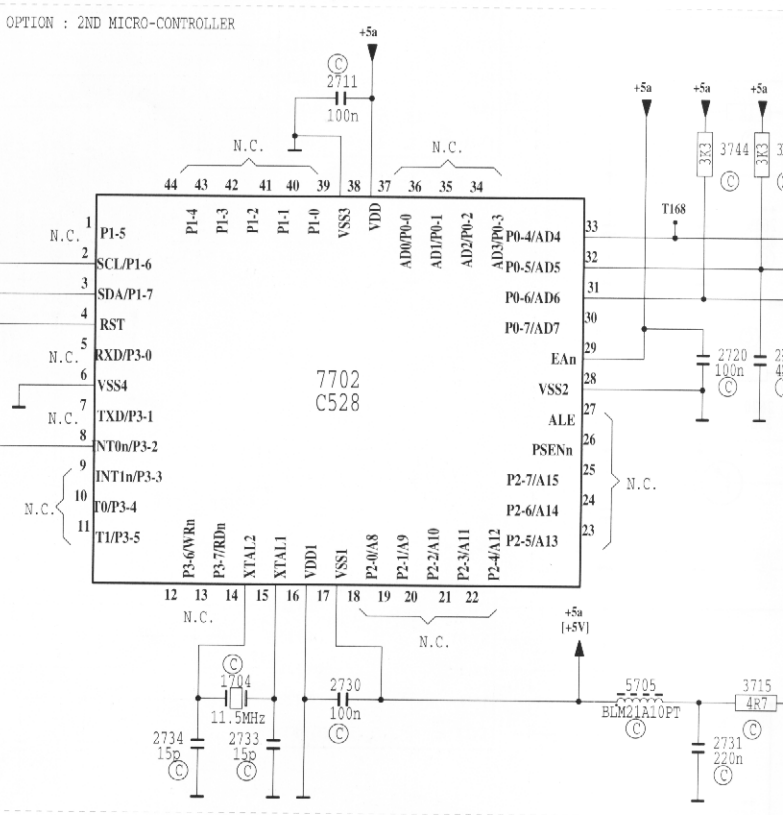 OPTION : 2ND MICRO-CONTROLLER
+5a
C
2711
100n
+5a
+5a
+5a
N.C.
N.C.
3K3
3744
3K3
C
44 43 42 41 40 39 38 37 36 35 34
P1-4 P1-3 P1-2 P1-1 P1-0 VSS3 VDD AD0/P0-0 AD1/P0-1 AD2/P0-2 AD3/P0-3
T168
N.C. 1 P1-5
2 SCL/P1-6
3 SDA/P1-7
4 RST
N.C. 5 RXD/P3-0
6 VSS4
N.C. 7 TXD/P3-1
8 NT0n/P3-2
9 INT1n/P3-3
N.C. 10 T0/P3-4
11 T1/P3-5
7702
C528
P0-4/AD4 33
P0-5/AD5 32
P0-6/AD6 31
P0-7/AD7 30
EAn 29
VSS2 28
ALE 27
PSENn 26
P2-7/A15 25
N.C.
P2-6/A14 24
P2-5/A13 23
2720
100n
C
C
P3-6/WRn P3-7/RDn XTAL2 XTAL1 VDD1 VSS1 P2-0/A8 P2-1/A9 P2-2/A10 P2-3/A11 P2-4/A12
12 13 14 15 16 17 18 19 20 21 22
N.C.
N.C.
+5a
[+5V]
C
1704
11.5MHz
2730
100n
C
5705
BLM21A10PT
C
3715
4R7
C
2734
15p
C
2733
15p
C
2731
220n
C